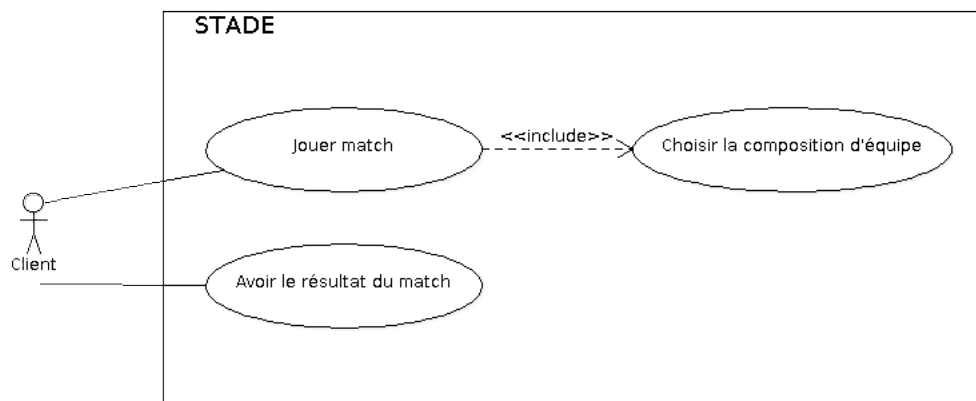 STADE
Jouer match
<<include>>
Choisir la composition d'équipe
Client
Avoir le résultat du match